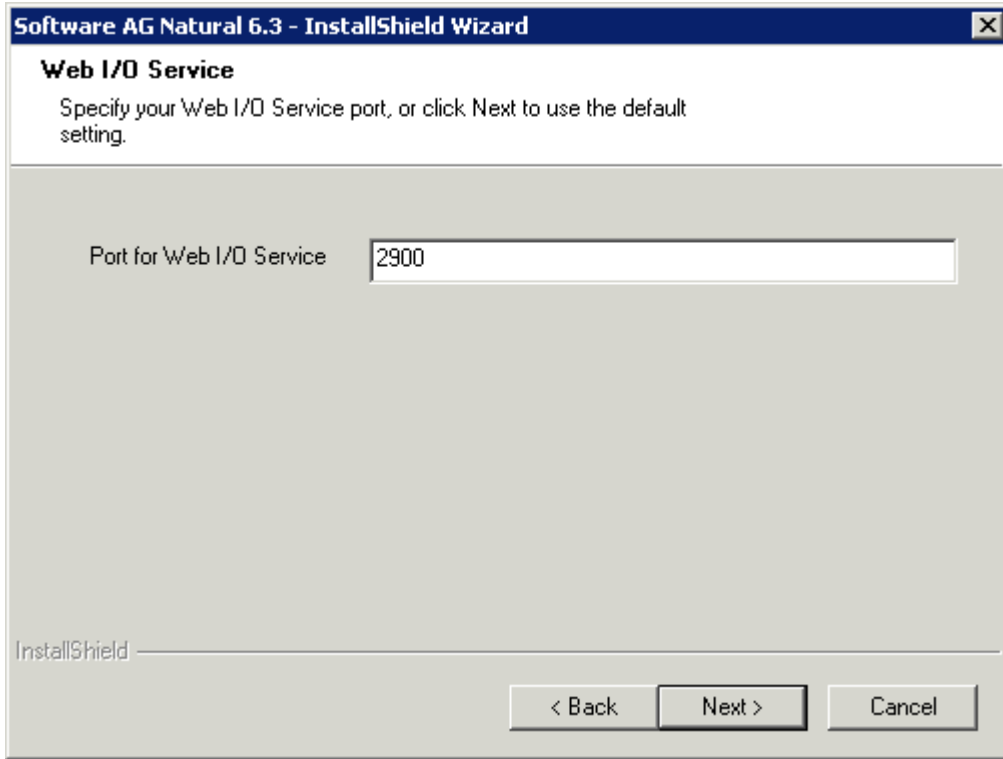 Software AG Natural 6.3 - InstallShield Wizard
Web I/O Service
Specify your Web I/O Service port, or click Next to use the default
setting.
Port for Web I/O Service 2900
InstallShield
< Back Next > Cancel